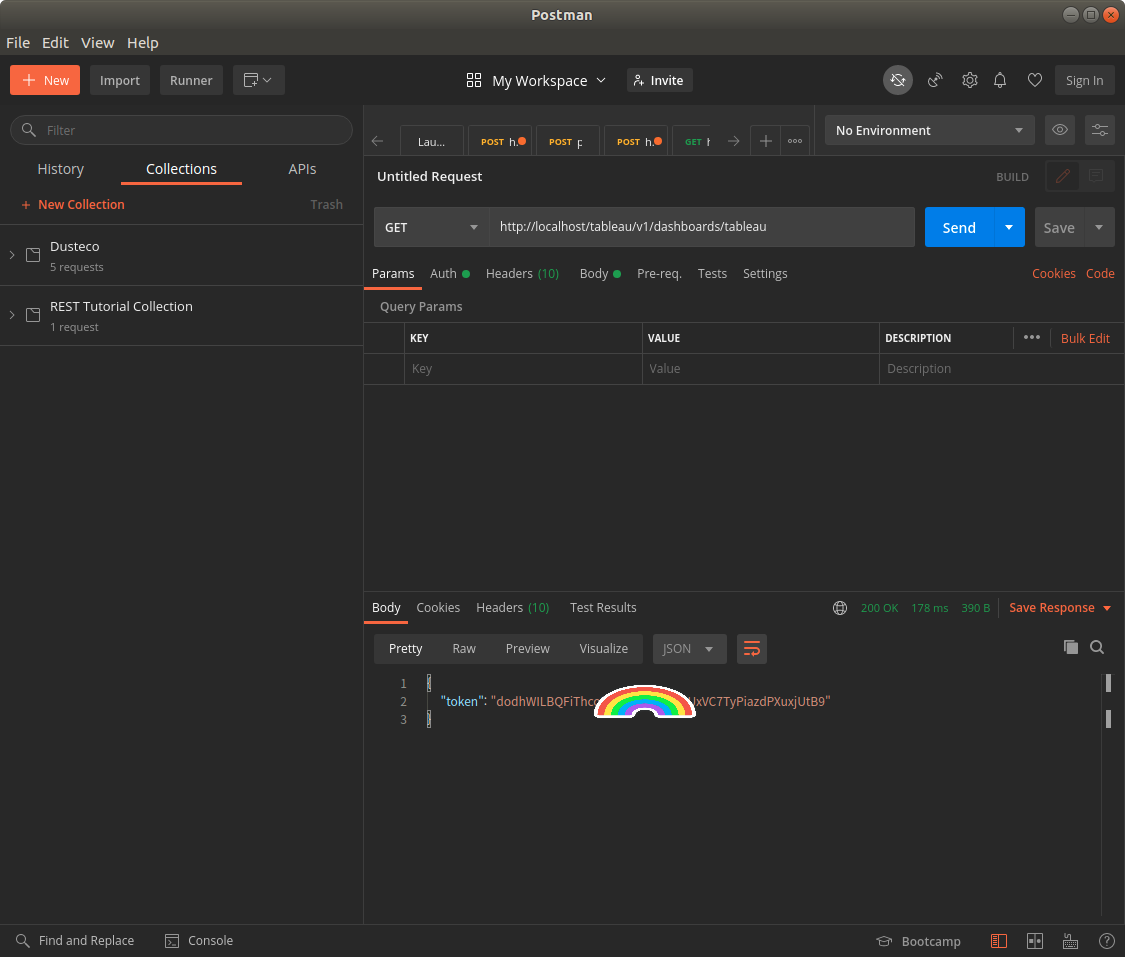 Postman
File Edit View Help
+ New Import Runner My Workspace Invite Sign In
Filter
History Collections APIs
+ New Collection Trash
Dusteco
5 requests
REST Tutorial Collection
1 request
Lau... POST h. POST p POST h. GET h
No Environment
Untitled Request BUILD
GET http://localhost/tableau/v1/dashboards/tableau Send Save
Params Auth Headers (10) Body Pre-req. Tests Settings Cookies Code
Query Params
KEY VALUE DESCRIPTION ••• Bulk Edit
Key Value Description
Body Cookies Headers (10) Test Results 200 OK 178 ms 390 B Save Response
Pretty Raw Preview Visualize JSON
1 {
2 "token": 
3 }
Find and Replace Console Bootcamp